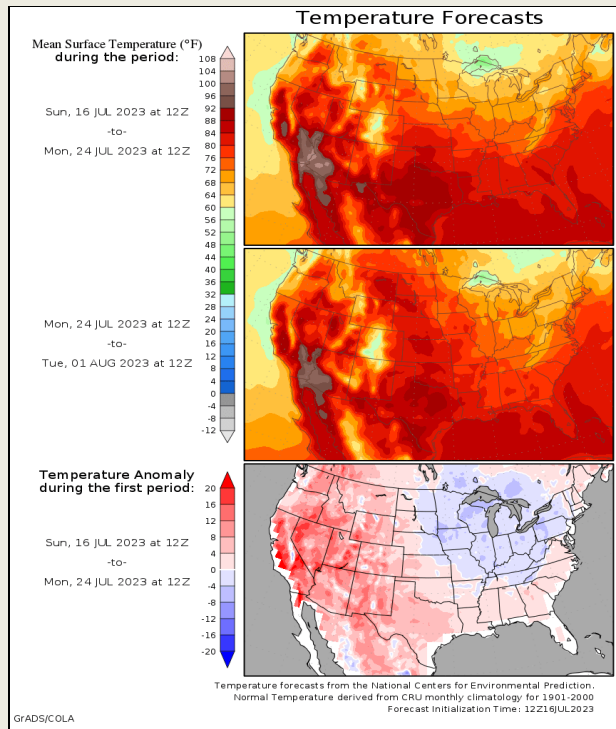 Temperature Forecasts
Mean Surface Temperature (°F)
during the period:
Sun, 16 JUL 2023 at 12Z
-to-
Mon, 24 JUL 2023 at 12Z
108
104
100
96
92
88
84
80
76
72
68
64
60
56
52
48
44
40
36
32
28
24
20
16
12
8
4
0
-4
-8
-12
Mon, 24 JUL 2023 at 12Z
-to-
Tue, 01 AUG 2023 at 12Z
Temperature Anomaly
during the first period:
Sun, 16 JUL 2023 at 12Z
-to-
Mon, 24 JUL 2023 at 12Z
20
16
12
8
4
0
-4
-8
-12
-16
-20
Temperature forecasts from the National Centers for Environmental Prediction.
Normal Temperature derived from CRU monthly climatology for 1901-2000
Forecast Initialization Time: 12Z16JUL2023
GrADS/COLA